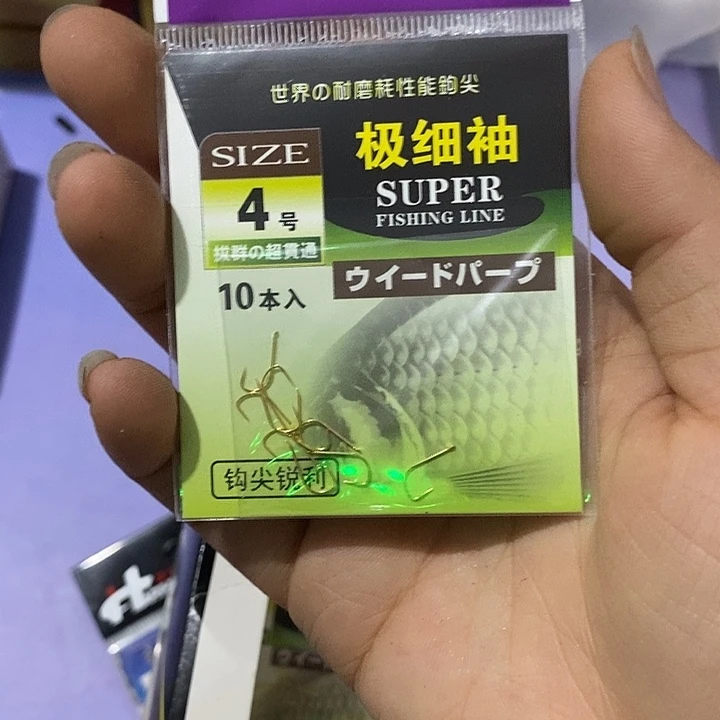 世界の耐磨耗性能鉤尖
SIZE
4号
抜群の超貫通
10本入
极细袖
SUPER
FISHING LINE
ウイードパープ
钩尖锐利